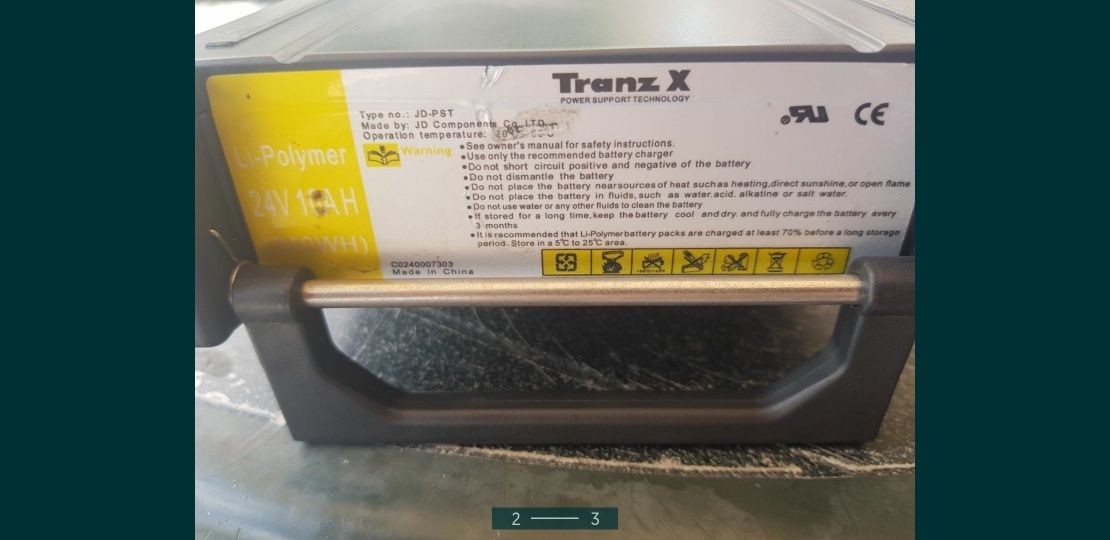 Tranz X
POWER SUPPORT TECHNOLOGY
Type no.: JD-PST
Made by: JD Components Co. LTD.
Operation temperature:
Li-Polymer
24V
WH)
Warning
•See owner's manual for safety instructions.
•Use only the recommended battery charger
•Do not short circuit positive and negative of the battery
•Do not dismantle the battery
•Do not place the battery near sources of heat such as heating,direct sunshine,or open flame
•Do not place the battery in fluids, such as water.acid. alkatine or salt water.
•Do not use water or any other fluids to clean the battery
•If stored for a long time,keep the battery cool and dry. and fully charge the battery every
3 months
•It is recommended that Li-Polymer battery packs are charged at least 70% before a long storage
period. Store in a 5°C to 25°C area.
C0240007303
Made in China
RU
CE
2 3